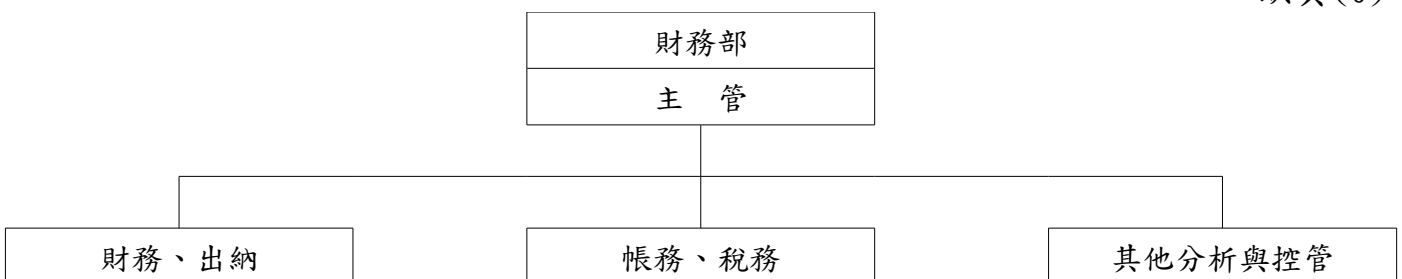 財務部
主 管
財務、出納
帳務、稅務
其他分析與控管